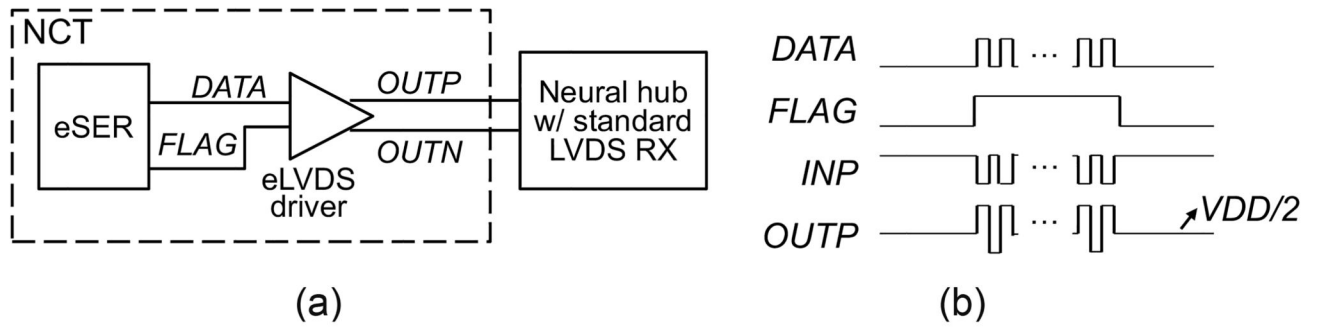 NCT
eSER
DATA
FLAG
eLVDS
driver
OUTP
OUTN
Neural hub
w/ standard
LVDS RX
(a)
DATA
...
FLAG
INP
...
OUTP
...
VDD/2
(b)